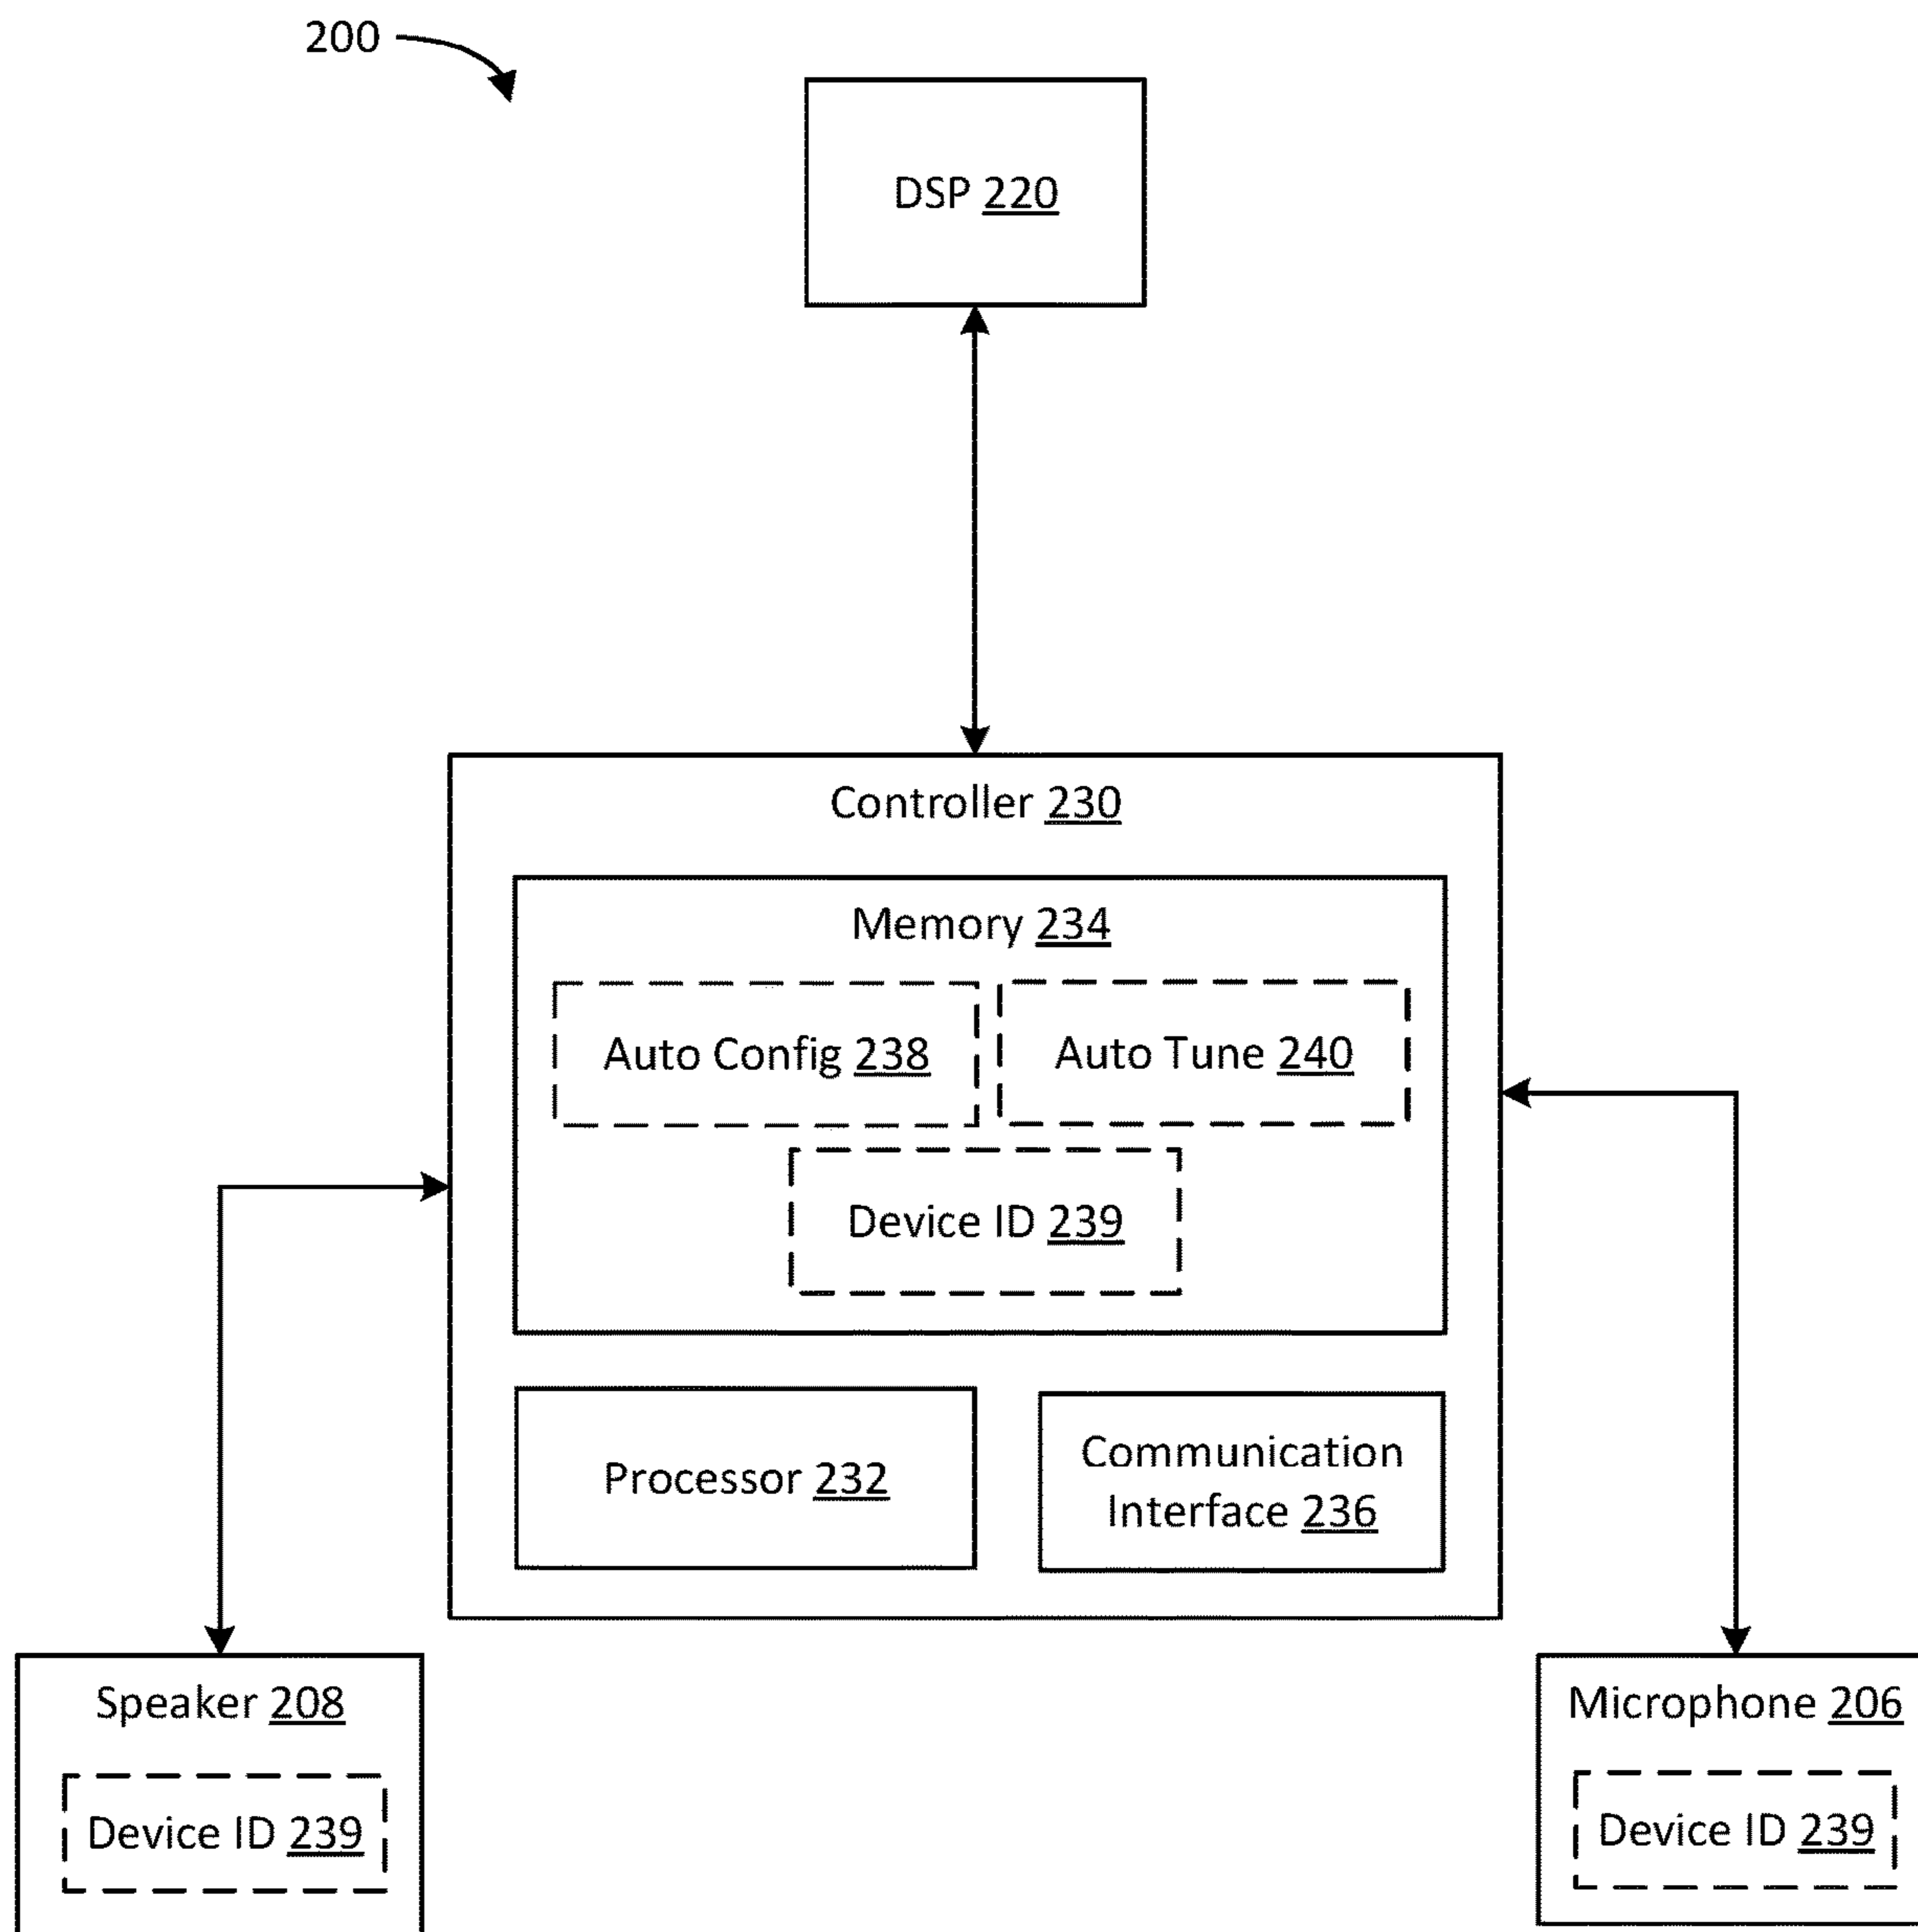 200
DSP 220
Controller 230
Memory 234
Auto Config 238
Auto Tune 240
Device ID 239
Processor 232
Communication
Interface 236
Speaker 208
Device ID 239
Microphone 206
Device ID 239